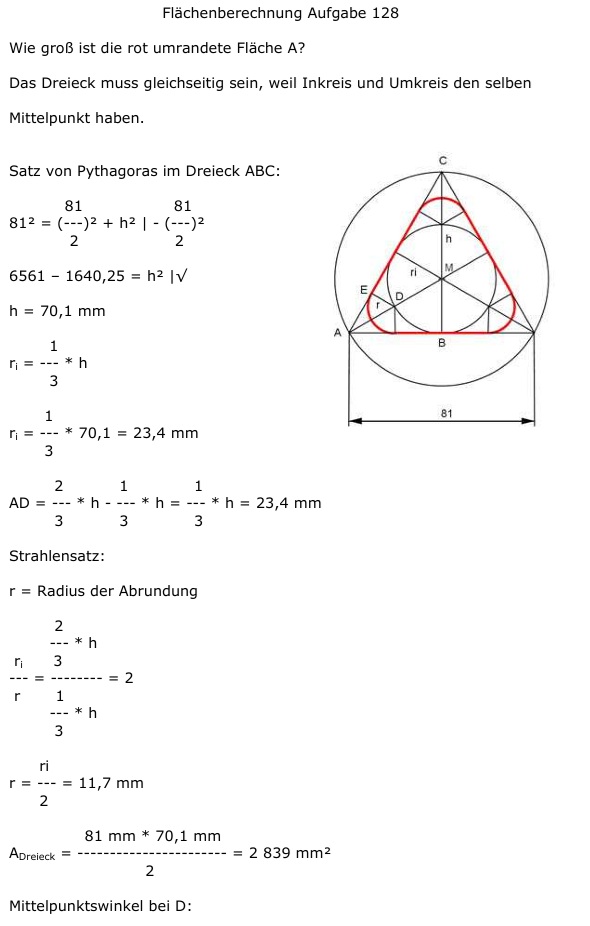 Flächenberechnung Aufgabe 128
Wie groß ist die rot umrandete Fläche A?
Das Dreieck muss gleichseitig sein, weil Inkreis und Umkreis den selben
Mittelpunkt haben.
Satz von Pythagoras im Dreieck ABC:
81 81
81² = (---)² + h² | - (---)²
2 2
6561 – 1640,25 = h² |√
h = 70,1 mm
1
rᵢ = --- * h
3
1
rᵢ = --- * 70,1 = 23,4 mm
3
2 1 1
AD = --- * h - --- * h = --- * h = 23,4 mm
3 3 3
Strahlensatz:
r = Radius der Abrundung
2
--- * h
rᵢ 3
--- = -------- = 2
r 1
--- * h
3
ri
r = --- = 11,7 mm
2
81 mm * 70,1 mm
ADreieck = ----------------------- = 2 839 mm²
2
Mittelpunktswinkel bei D:
C
h
ri M
E
D
r
A
B
81